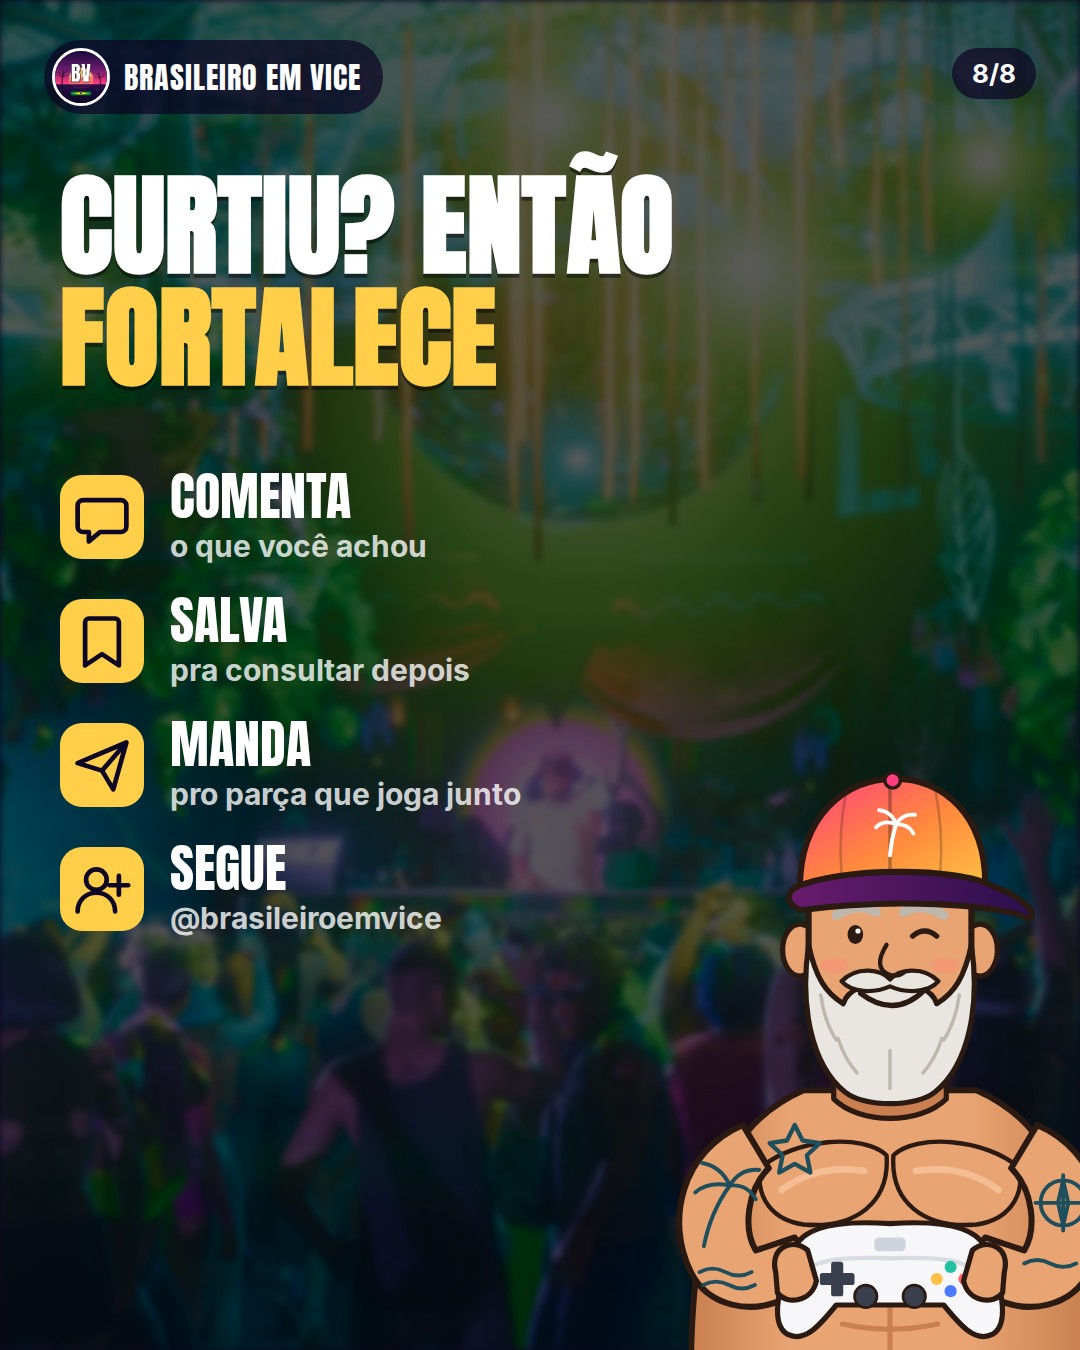 BV
BRASILEIRO EM VICE
8/8
CURTIU? ENTÃO
FORTALECE
COMENTA
o que você achou
SALVA
pra consultar depois
MANDA
pro parça que joga junto
SEGUE
@brasileiroemvice